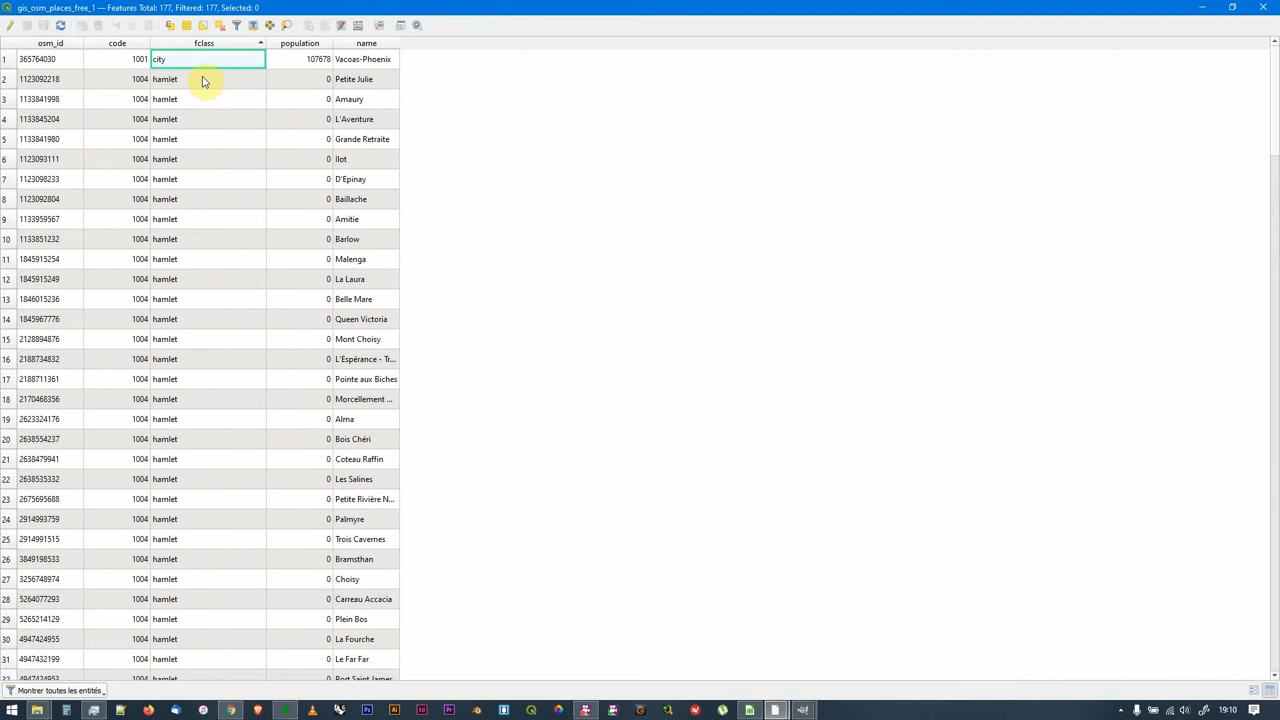 gis_osm_places_free_1 — Features Total: 177, Filtered: 177, Selected: 0
osm_id code fclass population name
1 365764030 1001 city 107678 Vacoas-Phoenix
2 1123092218 1004 hamlet 0 Petite Julie
3 1133841998 1004 hamlet 0 Amaury
4 1133845204 1004 hamlet 0 L'Aventure
5 1133841980 1004 hamlet 0 Grande Retraite
6 1123093111 1004 hamlet 0 Ilot
7 1123098233 1004 hamlet 0 D'Epinay
8 1123092804 1004 hamlet 0 Baillache
9 1133959567 1004 hamlet 0 Amitie
10 1133851232 1004 hamlet 0 Barlow
11 1845915254 1004 hamlet 0 Malenga
12 1845915249 1004 hamlet 0 La Laura
13 1846015236 1004 hamlet 0 Belle Mare
14 1845967776 1004 hamlet 0 Queen Victoria
15 2128894876 1004 hamlet 0 Mont Choisy
16 2188734832 1004 hamlet 0 L'Espérance - Tr...
17 2188711361 1004 hamlet 0 Pointe aux Biches
18 2170468356 1004 hamlet 0 Morcellement ...
19 2623324176 1004 hamlet 0 Alma
20 2638554237 1004 hamlet 0 Bois Chéri
21 2638479941 1004 hamlet 0 Coteau Raffin
22 2638535332 1004 hamlet 0 Les Salines
23 2675695688 1004 hamlet 0 Petite Rivière N...
24 2914993759 1004 hamlet 0 Palmyre
25 2914991515 1004 hamlet 0 Trois Cavernes
26 3849198533 1004 hamlet 0 Bramsthan
27 3256748974 1004 hamlet 0 Choisy
28 5264077293 1004 hamlet 0 Carreau Accacia
29 5265214129 1004 hamlet 0 Plein Bos
30 4947424955 1004 hamlet 0 La Fourche
31 4947432199 1004 hamlet 0 Le Far Far
32 4947424953 1004 hamlet 0 Port Saint James
Montrer toutes les entités
19:10